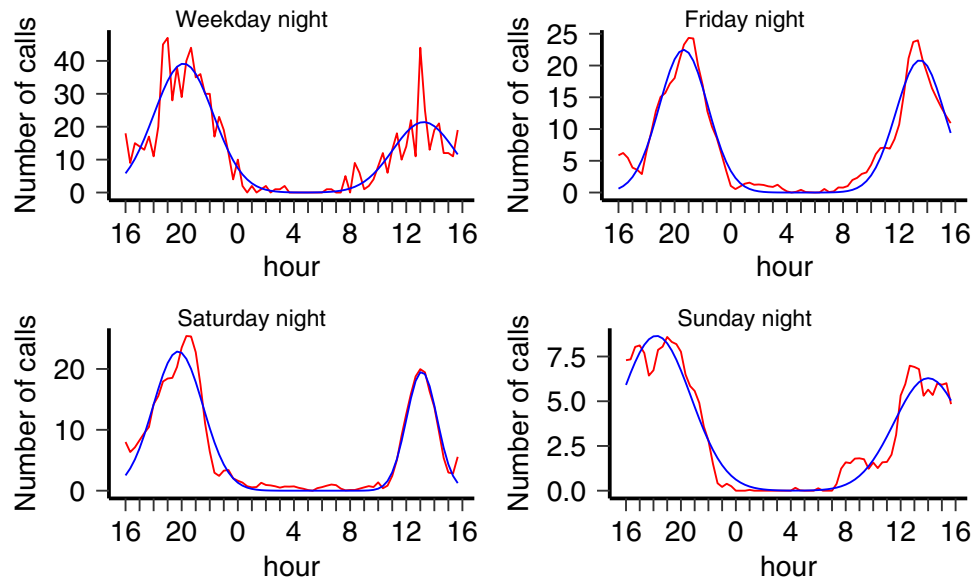 Weekday night
Number of calls
40
30
20
10
0
16 20 0 4 8 12 16
hour
Friday night
Number of calls
25
20
15
10
5
0
16 20 0 4 8 12 16
hour
Saturday night
Number of calls
20
10
0
16 20 0 4 8 12 16
hour
Sunday night
Number of calls
7.5
5.0
2.5
0.0
16 20 0 4 8 12 16
hour